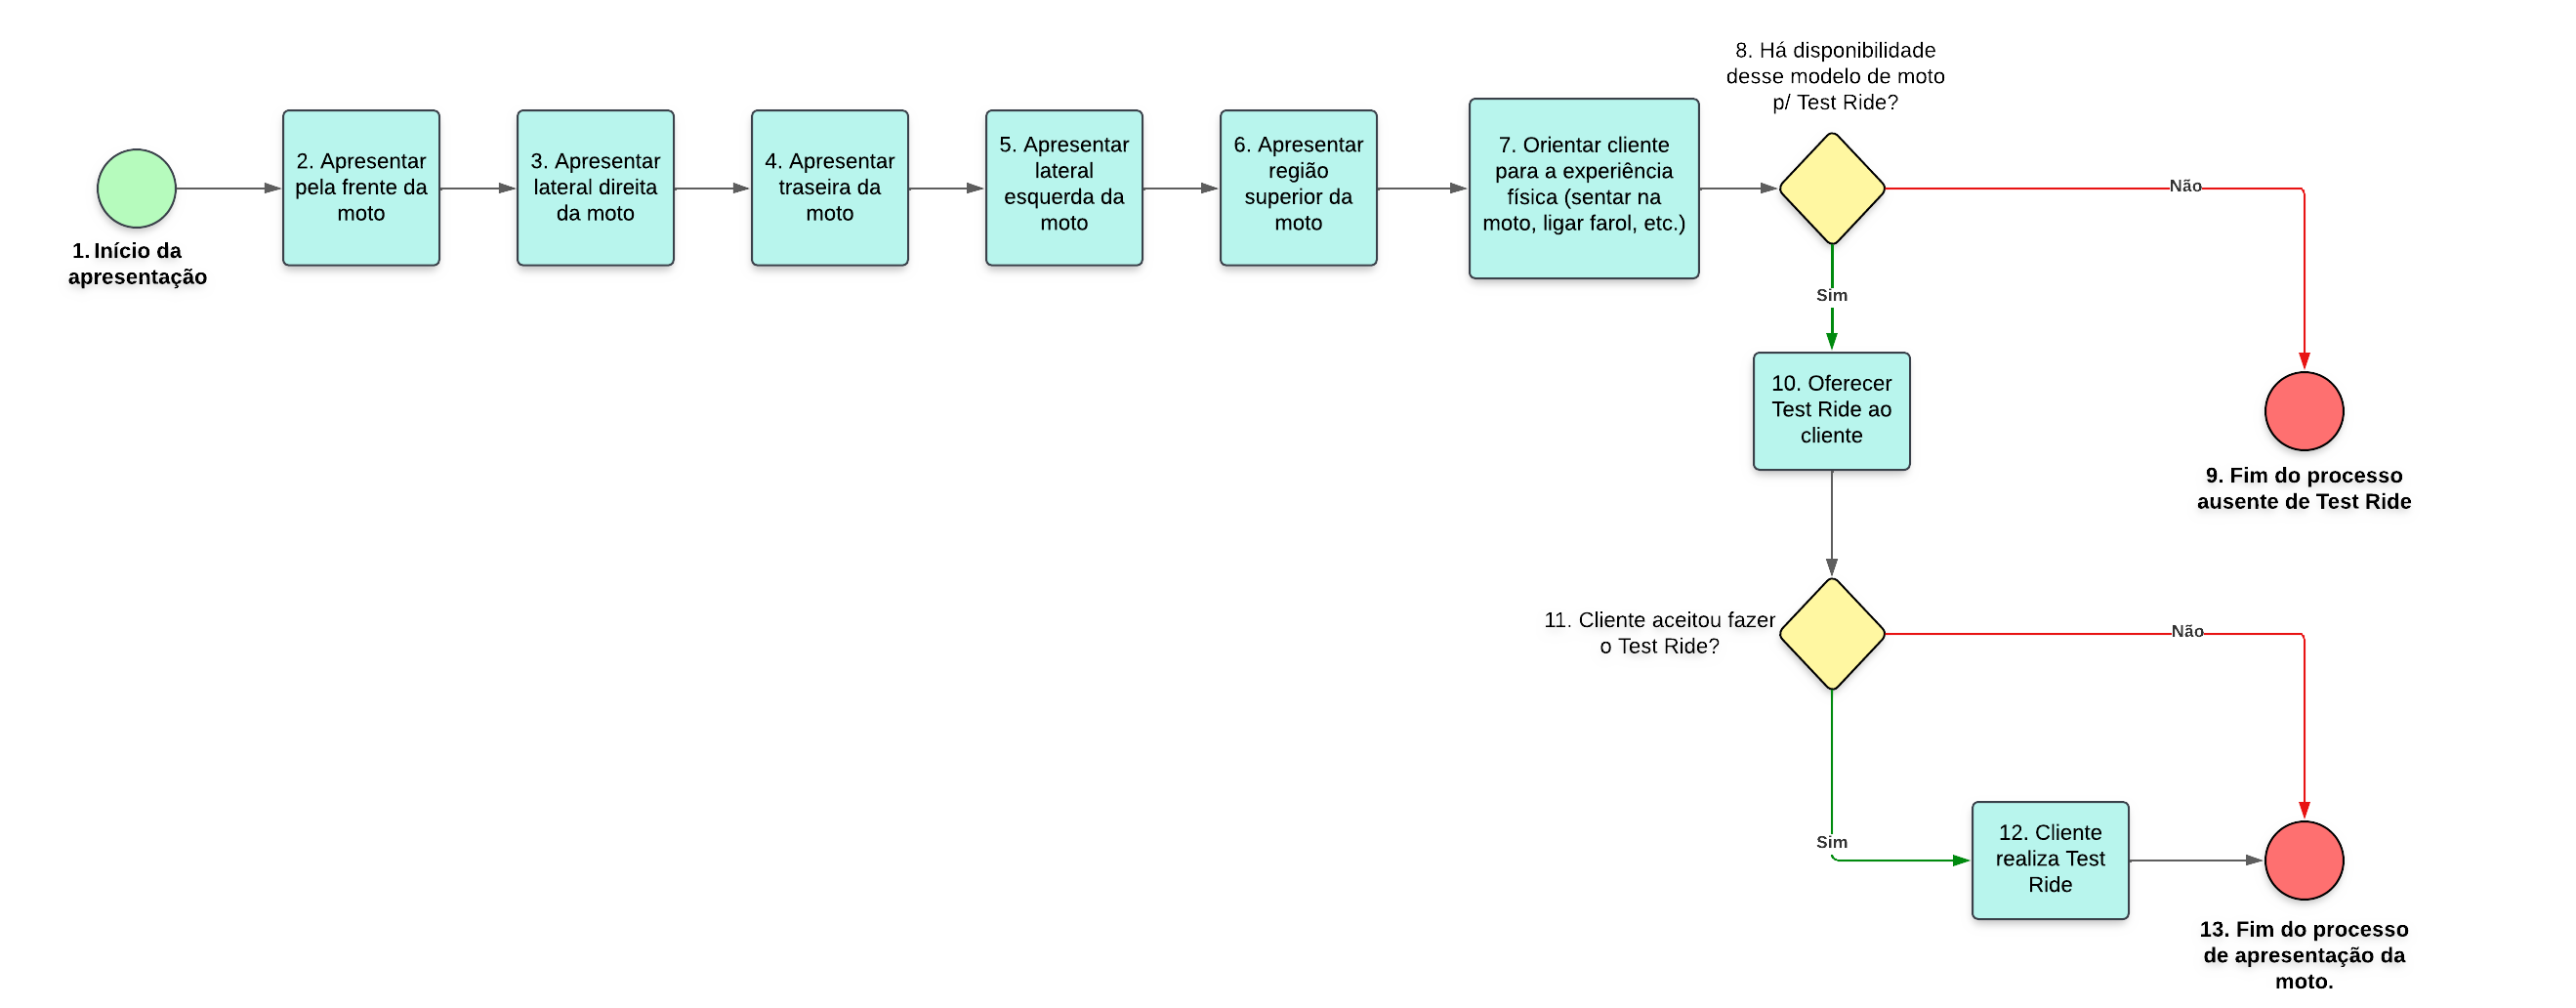 1. Início da
apresentação
2. Apresentar
pela frente da
moto
3. Apresentar
lateral direita
da moto
4. Apresentar
traseira da
moto
5. Apresentar
lateral
esquerda da
moto
6. Apresentar
região
superior da
moto
7. Orientar cliente
para a experiência
física (sentar na
moto, ligar farol, etc.)
8. Há disponibilidade
desse modelo de moto
p/ Test Ride?
Não
Sim
9. Fim do processo
ausente de Test Ride
10. Oferecer
Test Ride ao
cliente
11. Cliente aceitou fazer
o Test Ride?
Não
Sim
12. Cliente
realiza Test
Ride
13. Fim do processo
de apresentação da
moto.